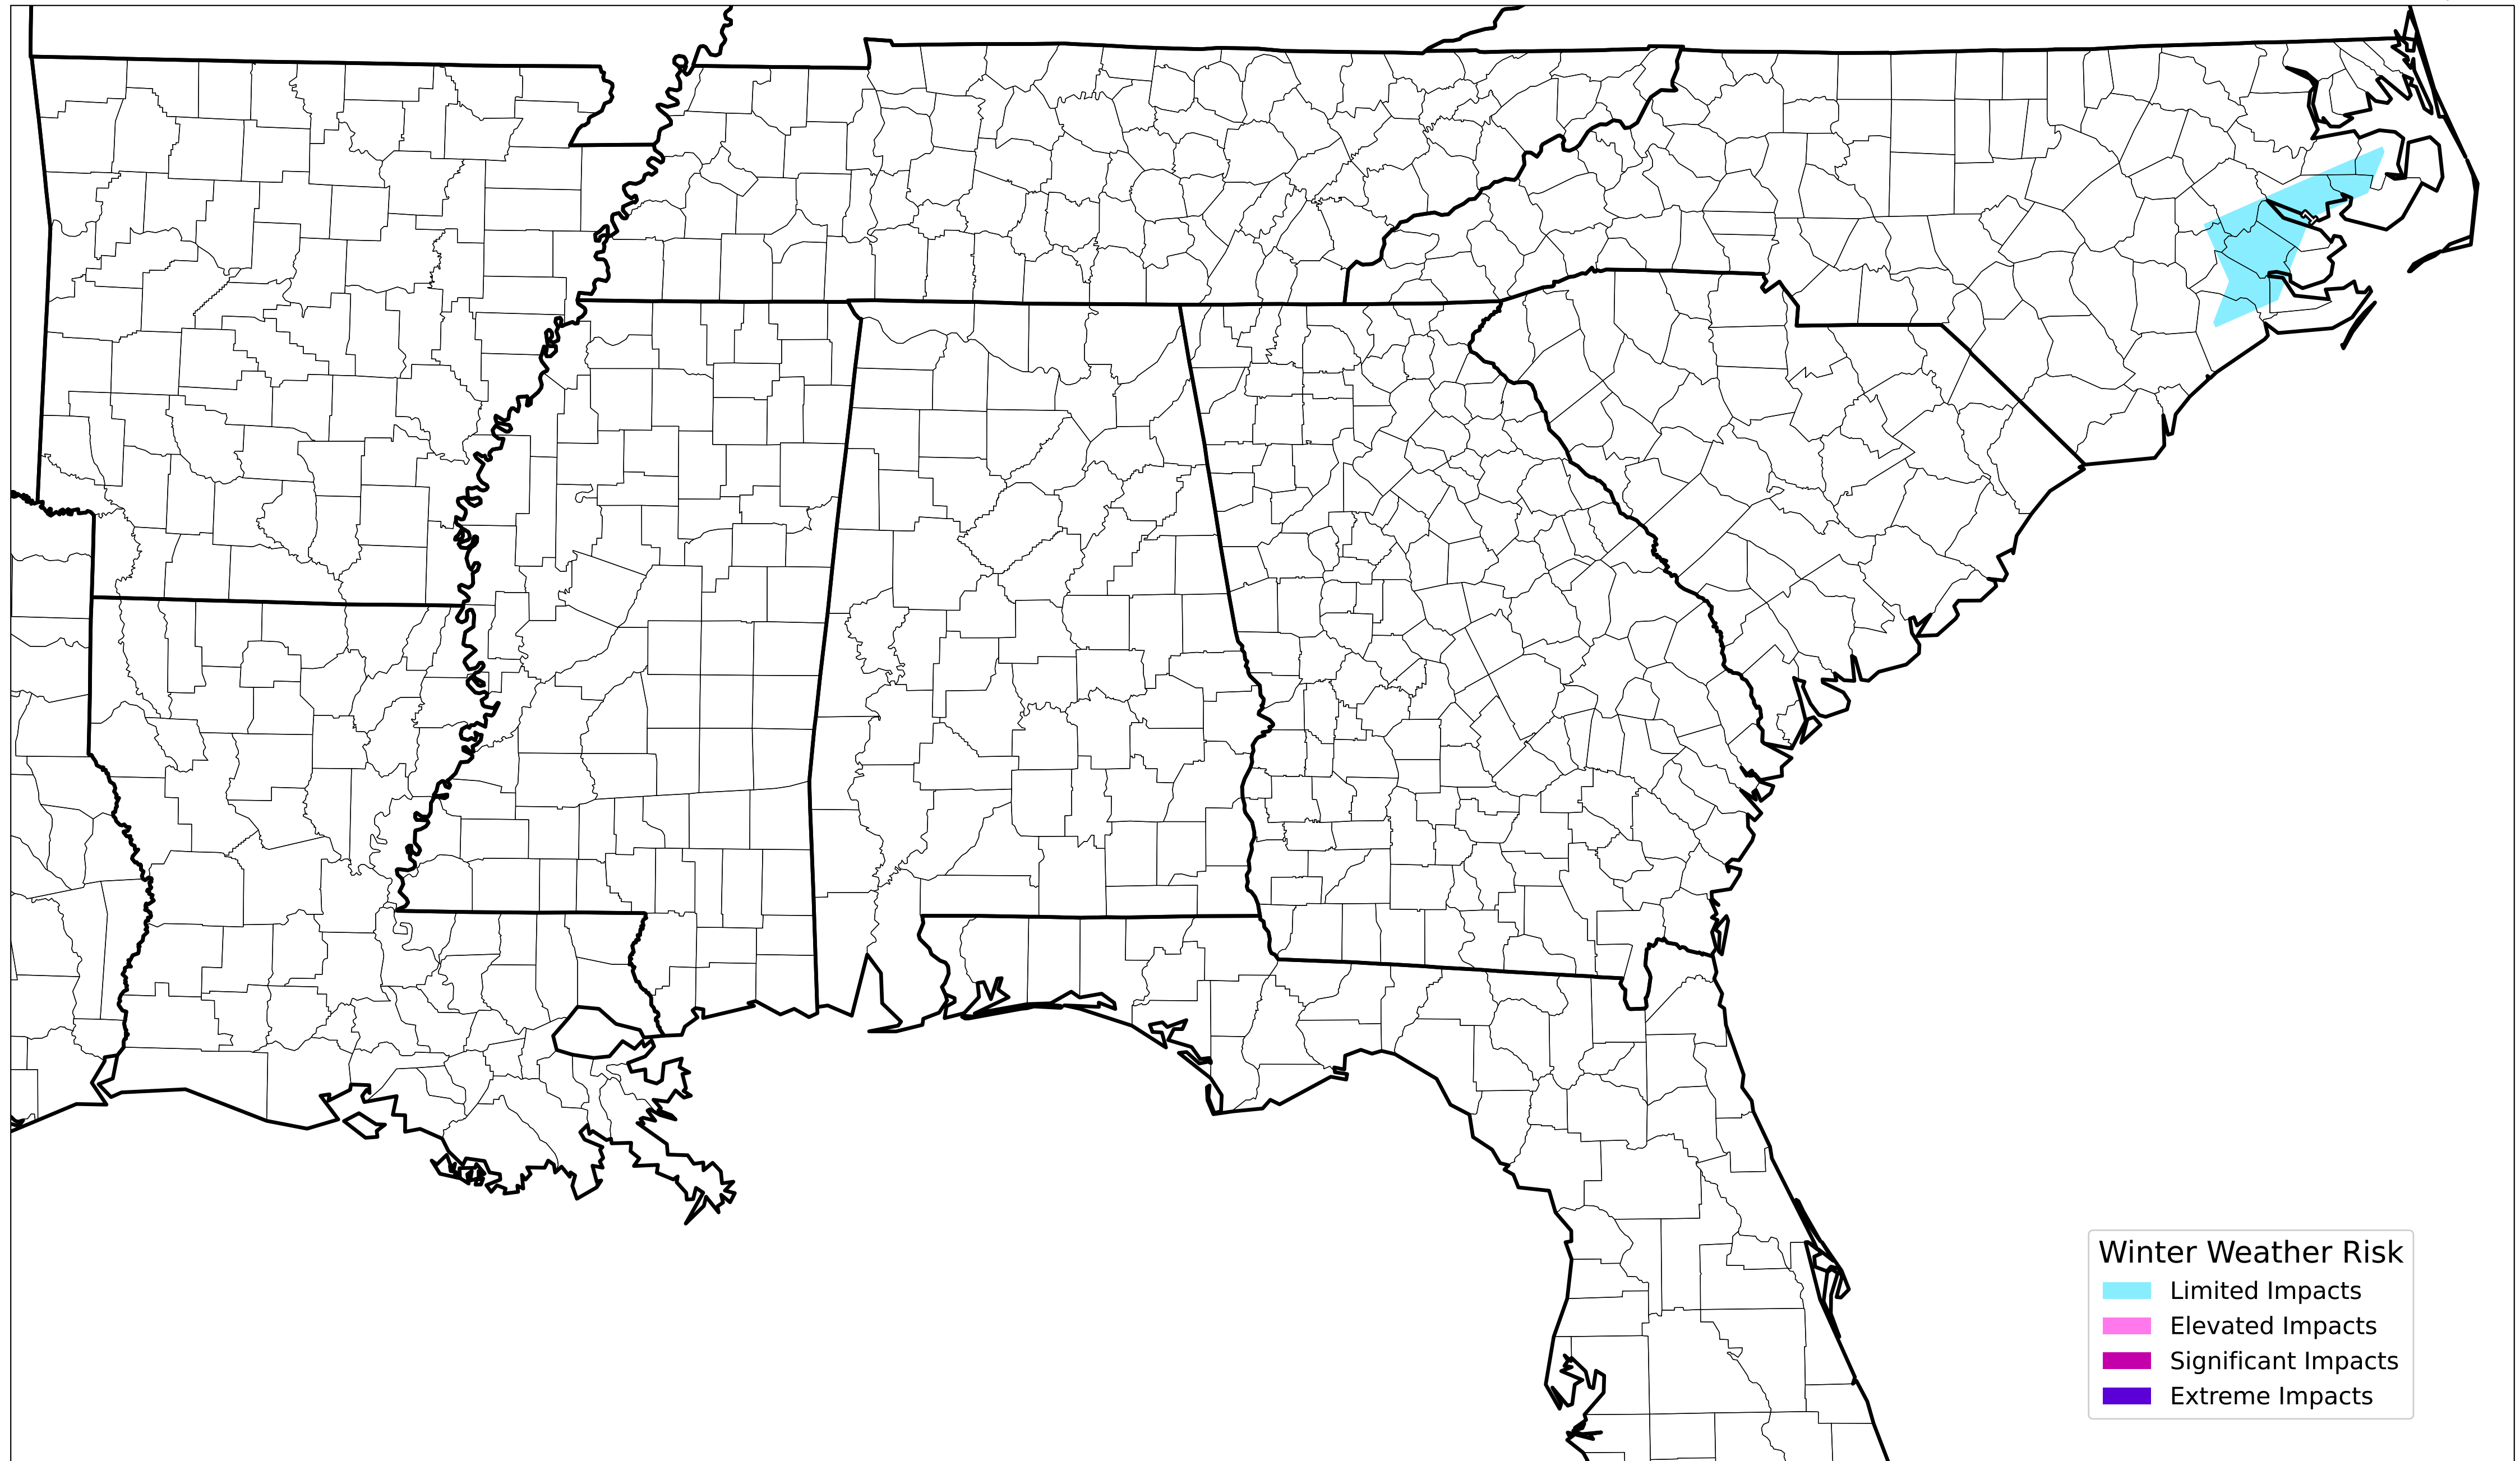 Winter Weather Risk
Limited Impacts
Elevated Impacts
Significant Impacts
Extreme Impacts